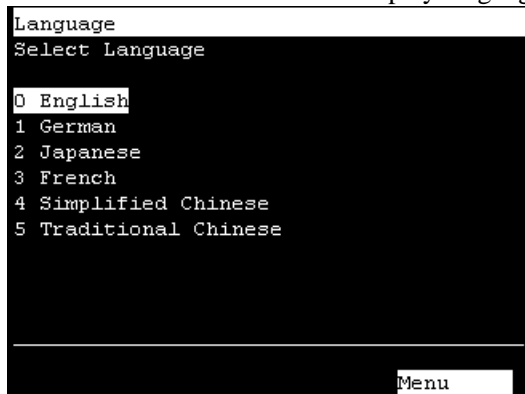 Language
Select Language
0 English
1 German
2 Japanese
3 French
4 Simplified Chinese
5 Traditional Chinese
Menu